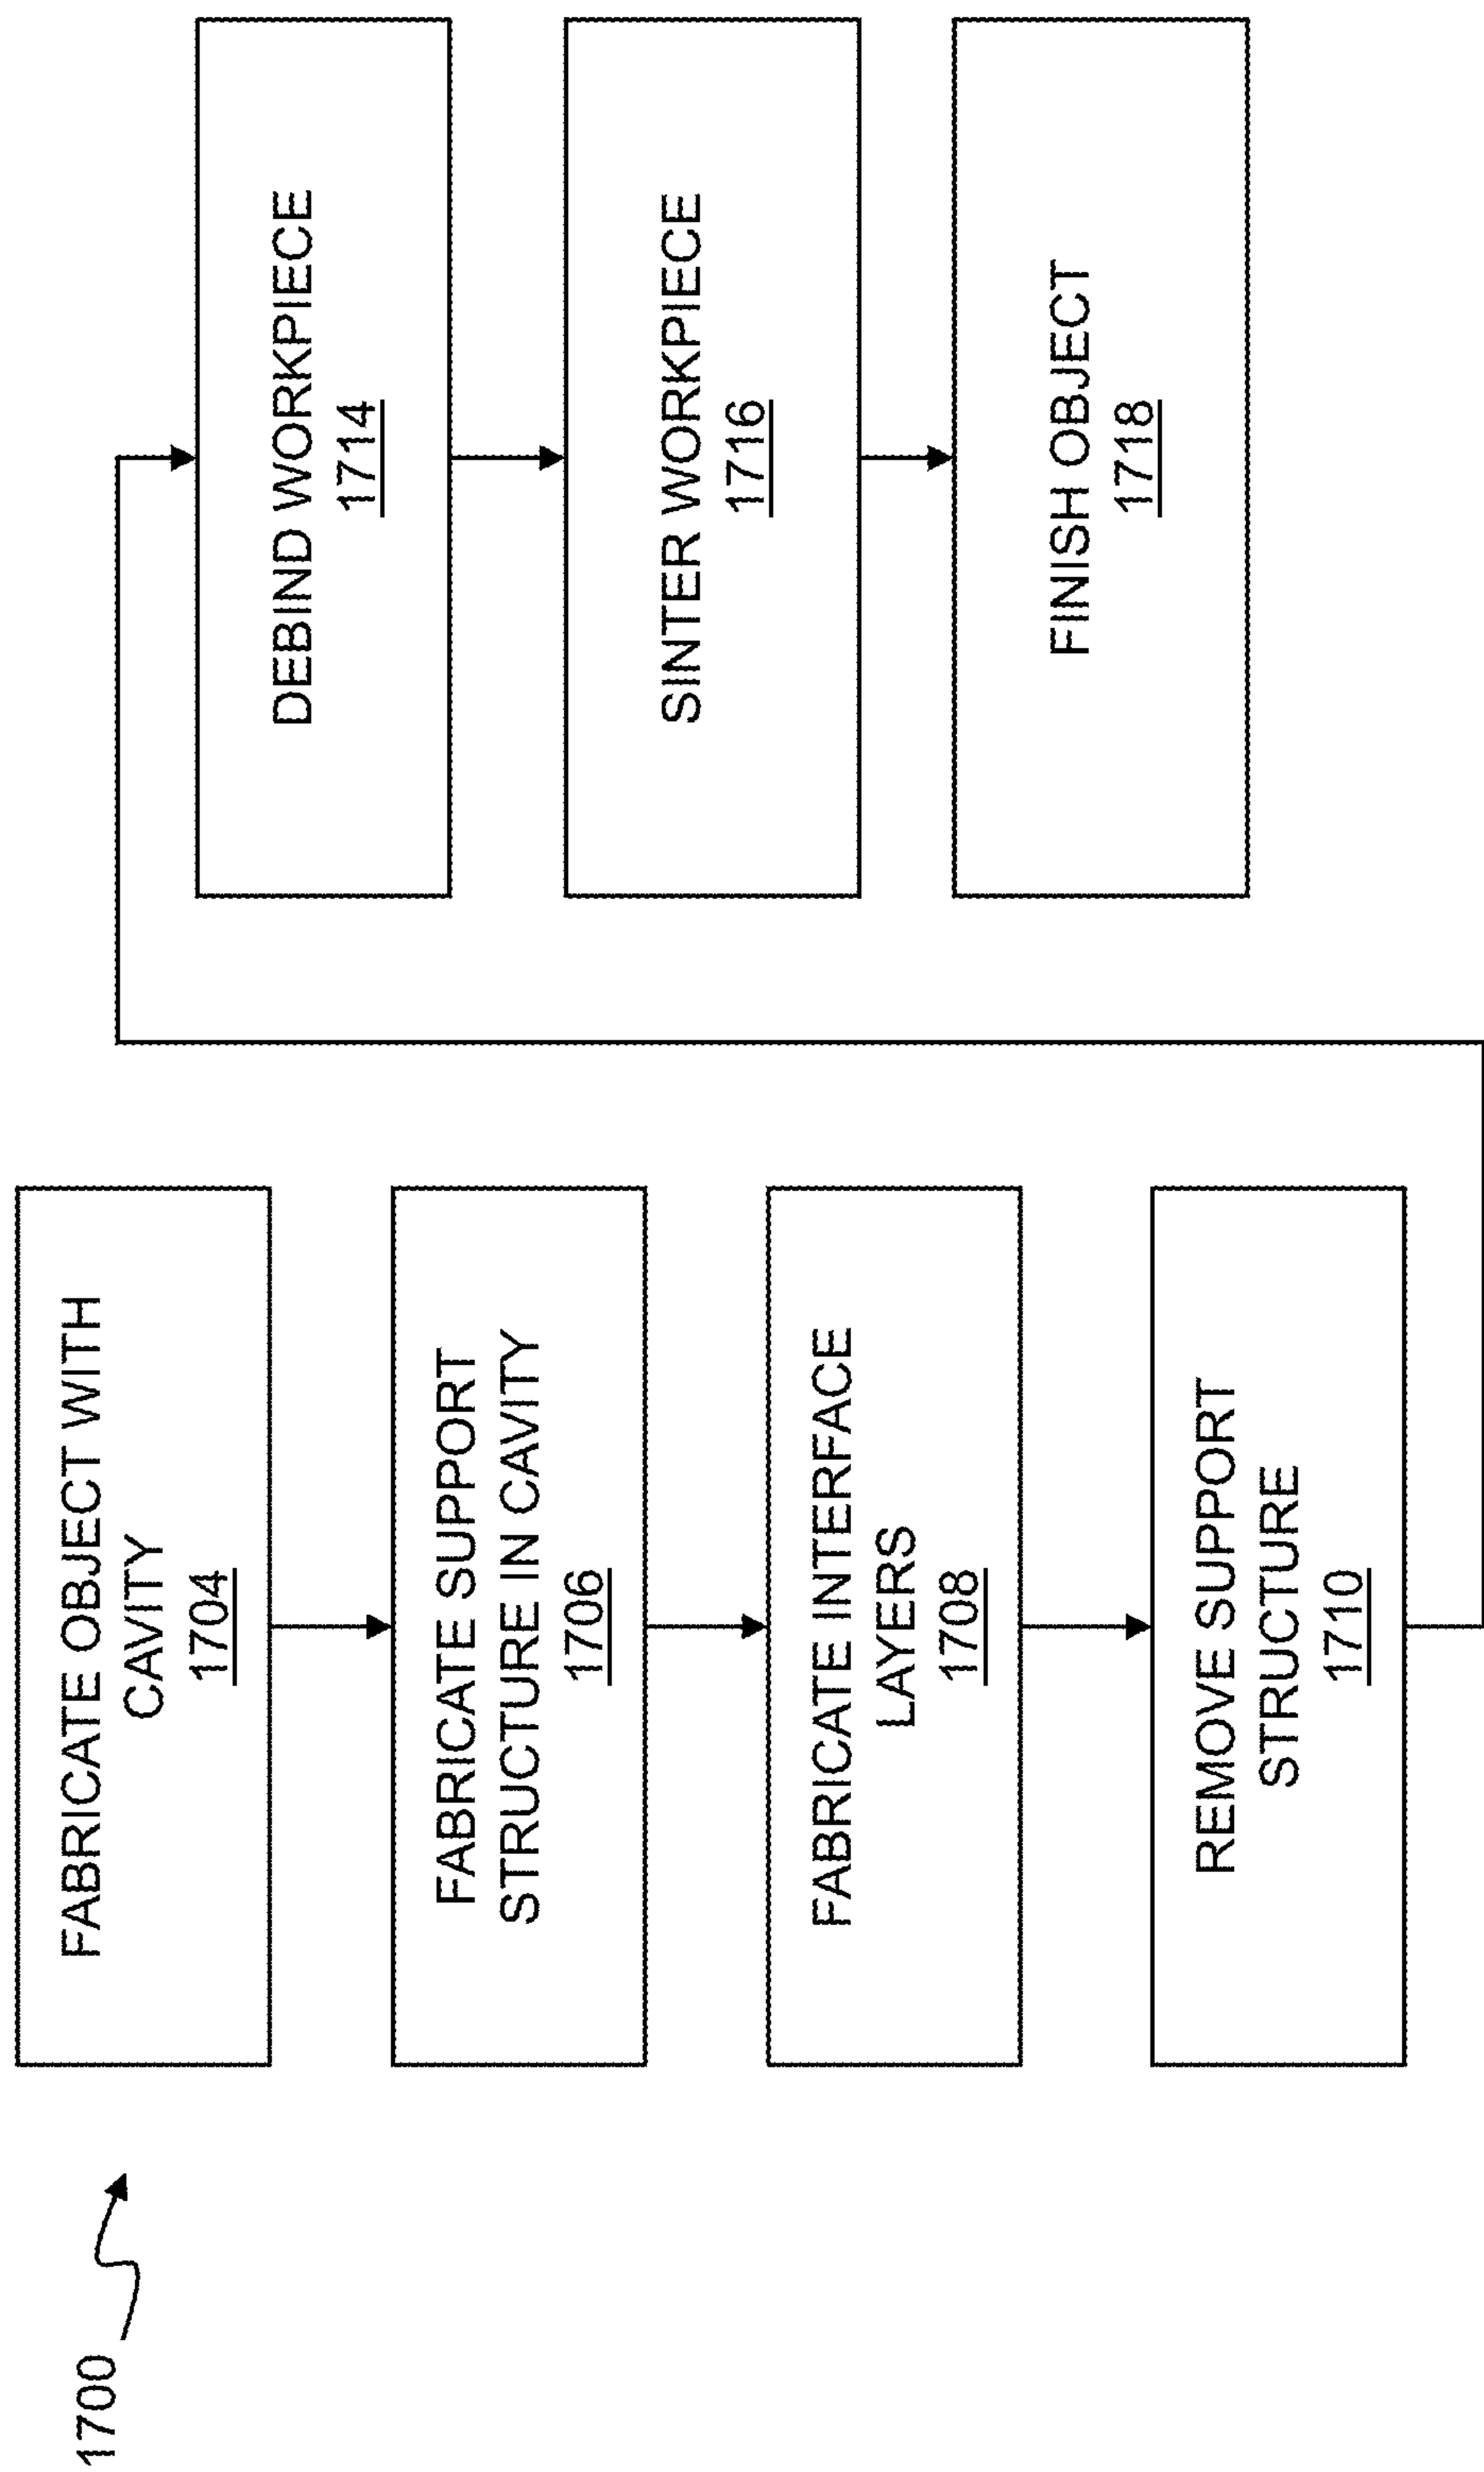 1700
FABRICATE OBJECT WITH
CAVITY
1704
FABRICATE SUPPORT
STRUCTURE IN CAVITY
1706
FABRICATE INTERFACE
LAYERS
1708
REMOVE SUPPORT
STRUCTURE
1710
DEBIND WORKPIECE
1714
SINTER WORKPIECE
1716
FINISH OBJECT
1718